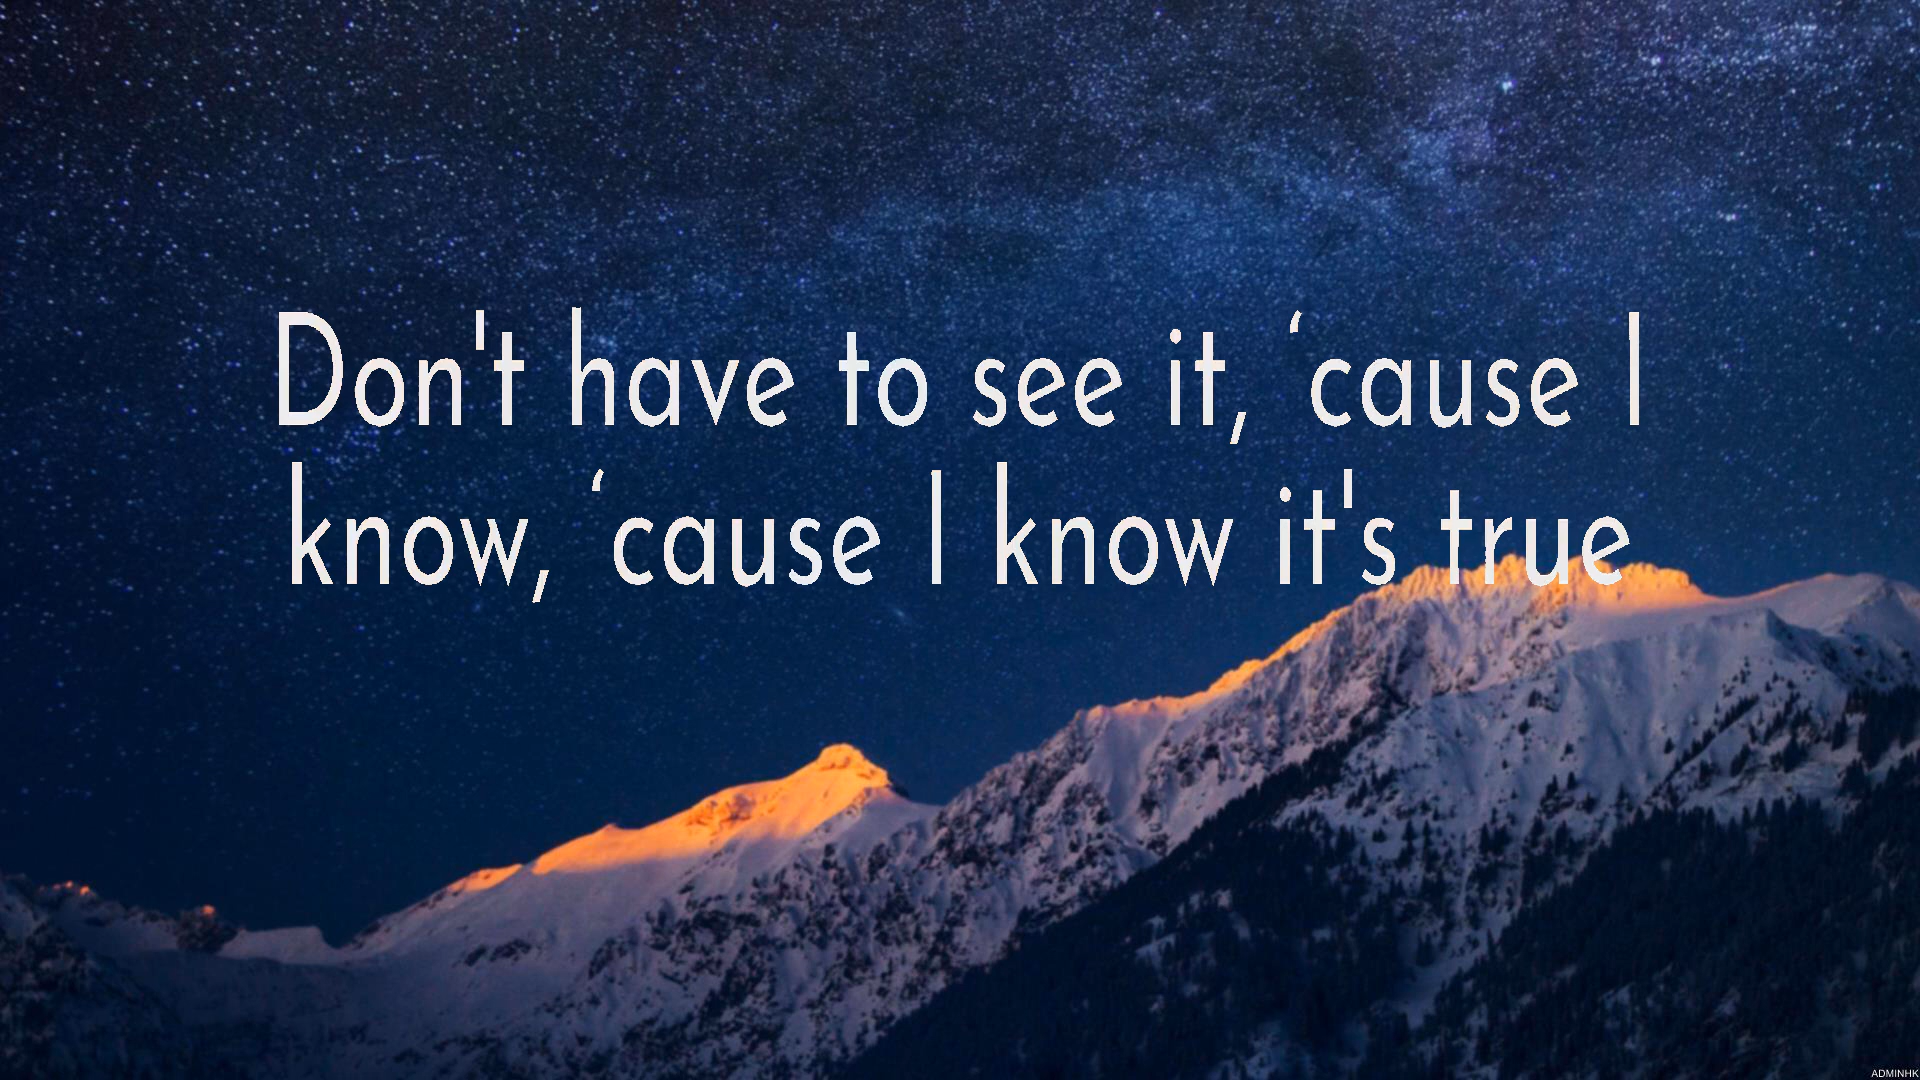 Don't have to see it, ‘cause I
know, ‘cause I know it's true
ADMINHK